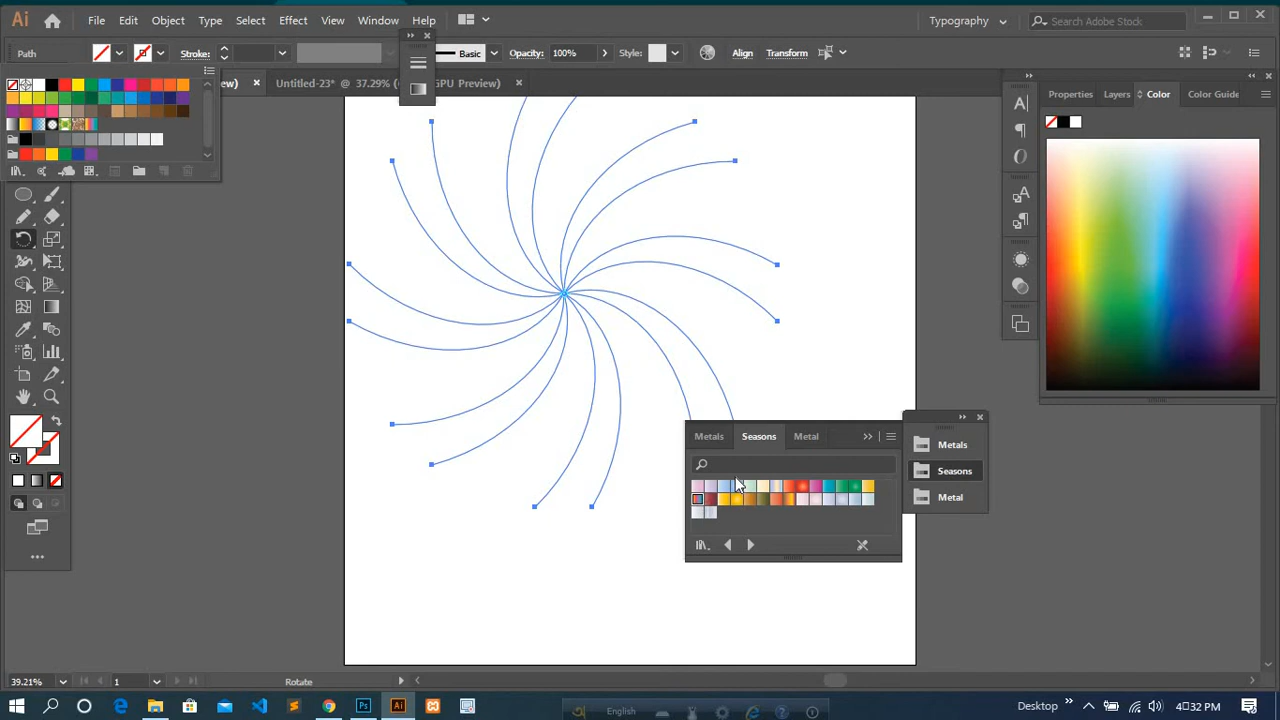 Ai File Edit Object Type Select Effect View Window Help Typography Search Adobe Stock
Path Stroke: Basic Opacity: 100% Style: Align Transform
Untitled-23* @ 37.29% ( GPU Preview)
Properties Layers Color Color Guide
Metals Seasons Metal
Metals
Seasons
Metal
39.21% 1 Rotate
English
Desktop 4:32 PM